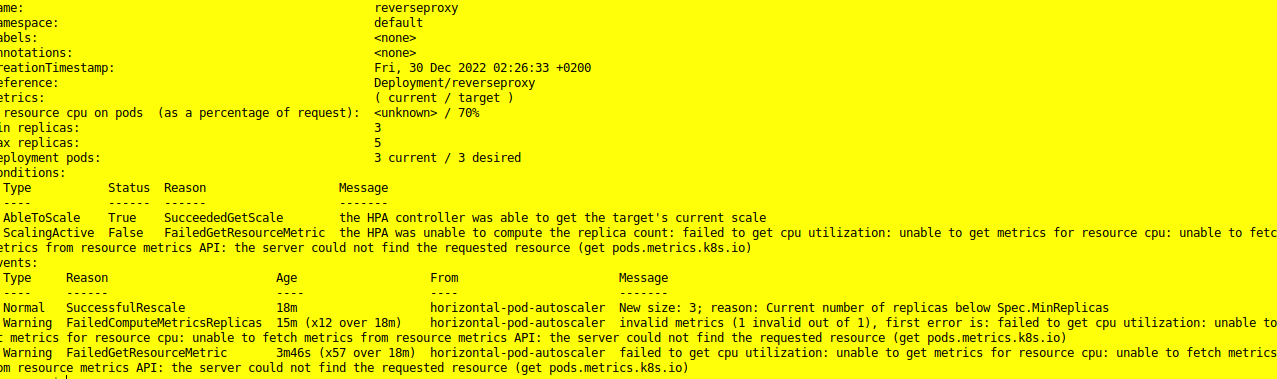 ame: reverseproxy
amespace: default
abels: <none>
nnotations: <none>
reationTimestamp: Fri, 30 Dec 2022 02:26:33 +0200
eference: Deployment/reverseproxy
etrics: ( current / target )
resource cpu on pods (as a percentage of request): <unknown> / 70%
in replicas: 3
ax replicas: 5
eployment pods: 3 current / 3 desired
onditions:
Type Status Reason Message
---- ------ ------ -------
AbleToScale True SucceededGetScale the HPA controller was able to get the target's current scale
ScalingActive False FailedGetResourceMetric the HPA was unable to compute the replica count: failed to get cpu utilization: unable to get metrics for resource cpu: unable to fetc
etrics from resource metrics API: the server could not find the requested resource (get pods.metrics.k8s.io)
vents:
Type Reason Age From Message
---- ------ ---- ---- -------
Normal SuccessfulRescale 18m horizontal-pod-autoscaler New size: 3; reason: Current number of replicas below Spec.MinReplicas
Warning FailedComputeMetricsReplicas 15m (x12 over 18m) horizontal-pod-autoscaler invalid metrics (1 invalid out of 1), first error is: failed to get cpu utilization: unable to
t metrics for resource cpu: unable to fetch metrics from resource metrics API: the server could not find the requested resource (get pods.metrics.k8s.io)
Warning FailedGetResourceMetric 3m46s (x57 over 18m) horizontal-pod-autoscaler failed to get cpu utilization: unable to get metrics for resource cpu: unable to fetch metrics
om resource metrics API: the server could not find the requested resource (get pods.metrics.k8s.io)